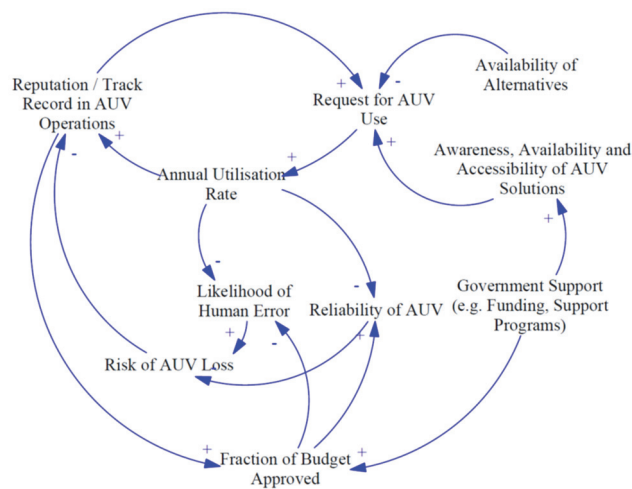 Availability of
Alternatives
Reputation / Track
Record in AUV
Operations
+
-
Request for AUV
Use
+
+
-
Awareness, Availability and
Accessibility of AUV
Solutions
+
+
Annual Utilisation
Rate
-
-
+
Likelihood of
Human Error
Reliability of AUV
Government Support
(e.g. Funding, Support
Programs)
+
-
+
Risk of AUV Loss
-
+
+
Fraction of Budget
Approved